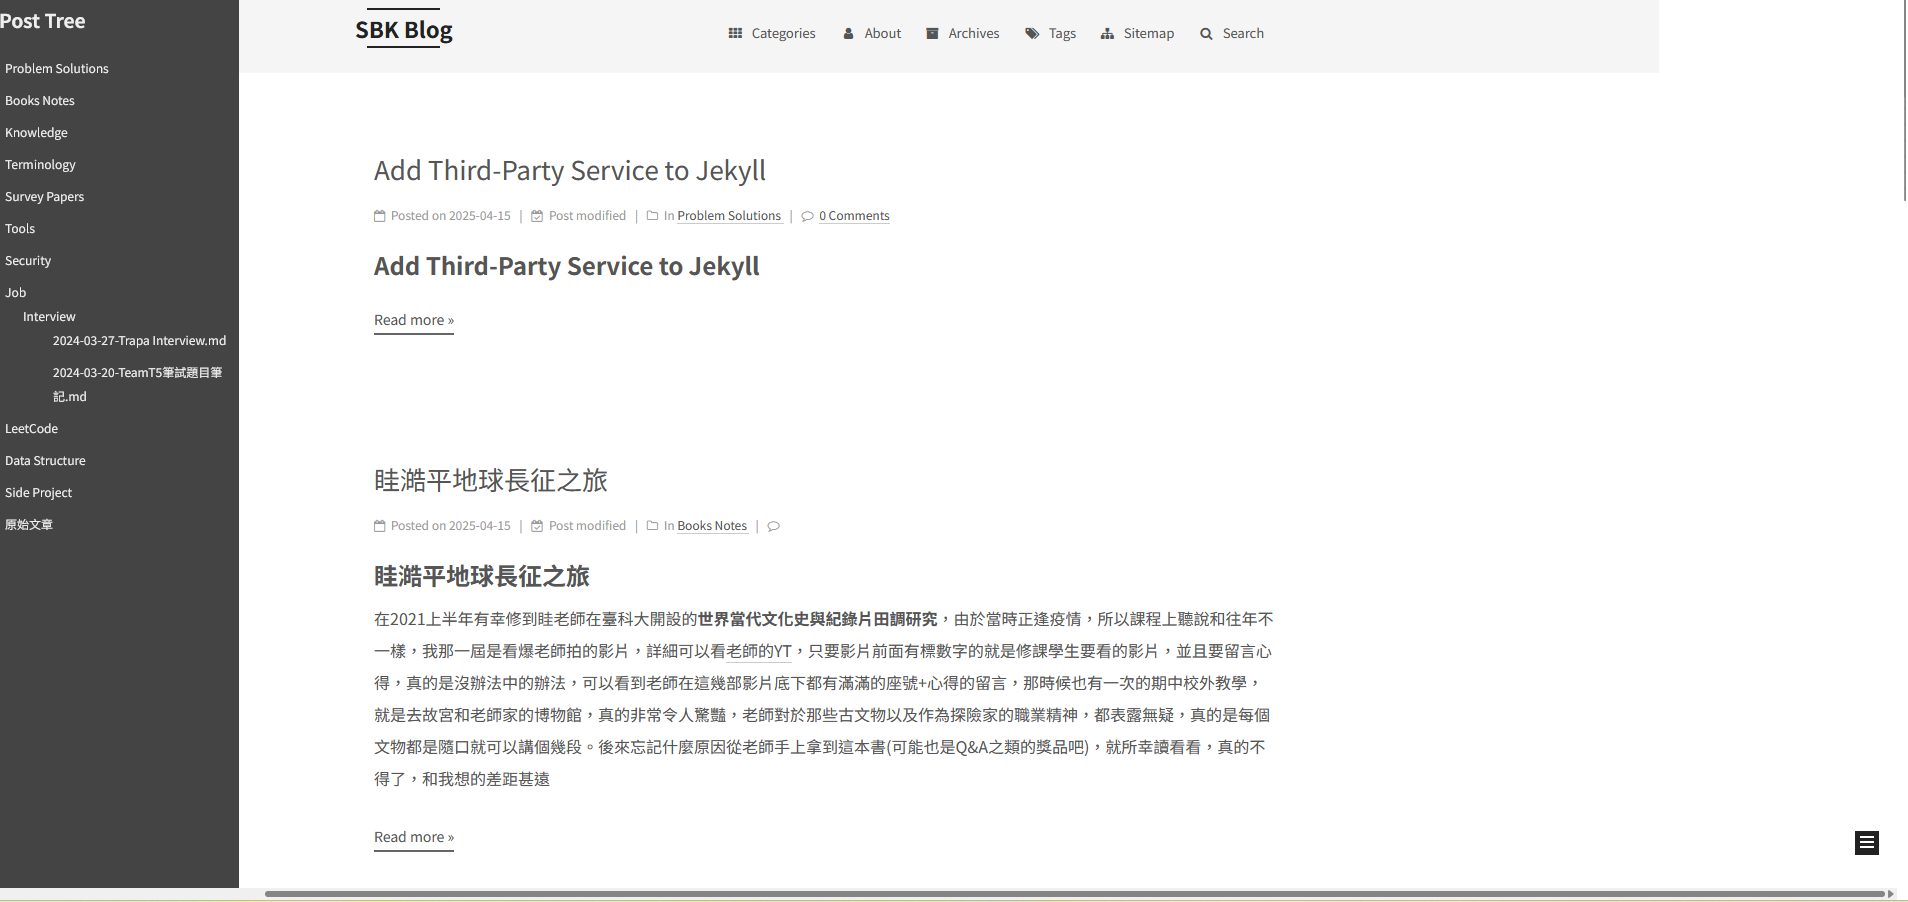 Post Tree
Problem Solutions
Books Notes
Knowledge
Terminology
Survey Papers
Tools
Security
Job
Interview
2024-03-27-Trapa Interview.md
2024-03-20-TeamT5筆試題目筆
記.md
LeetCode
Data Structure
Side Project
原始文章
SBK Blog
Categories About Archives Tags Sitemap Search
Add Third-Party Service to Jekyll
Posted on 2025-04-15 | Post modified | In Problem Solutions | 0 Comments
Add Third-Party Service to Jekyll
Read more »
眭澔平地球長征之旅
Posted on 2025-04-15 | Post modified | In Books Notes |
眭澔平地球長征之旅
在2021上半年有幸修到眭老師在臺科大開設的世界當代文化史與紀錄片田調研究，由於當時正逢疫情，所以課程上聽說和往年不
一樣，我那一屆是看爆老師拍的影片，詳細可以看老師的YT，只要影片前面有標數字的就是修課學生要看的影片，並且要留言心
得，真的是沒辦法中的辦法，可以看到老師在這幾部影片底下都有滿滿的座號+心得的留言，那時候也有一次的期中校外教學，
就是去故宮和老師家的博物館，真的非常令人驚豔，老師對於那些古文物以及作為探險家的職業精神，都表露無疑，真的是每個
文物都是隨口就可以講個幾段。後來忘記什麼原因從老師手上拿到這本書(可能也是Q&A之類的獎品吧)，就所幸讀看看，真的不
得了，和我想的差距甚遠
Read more »